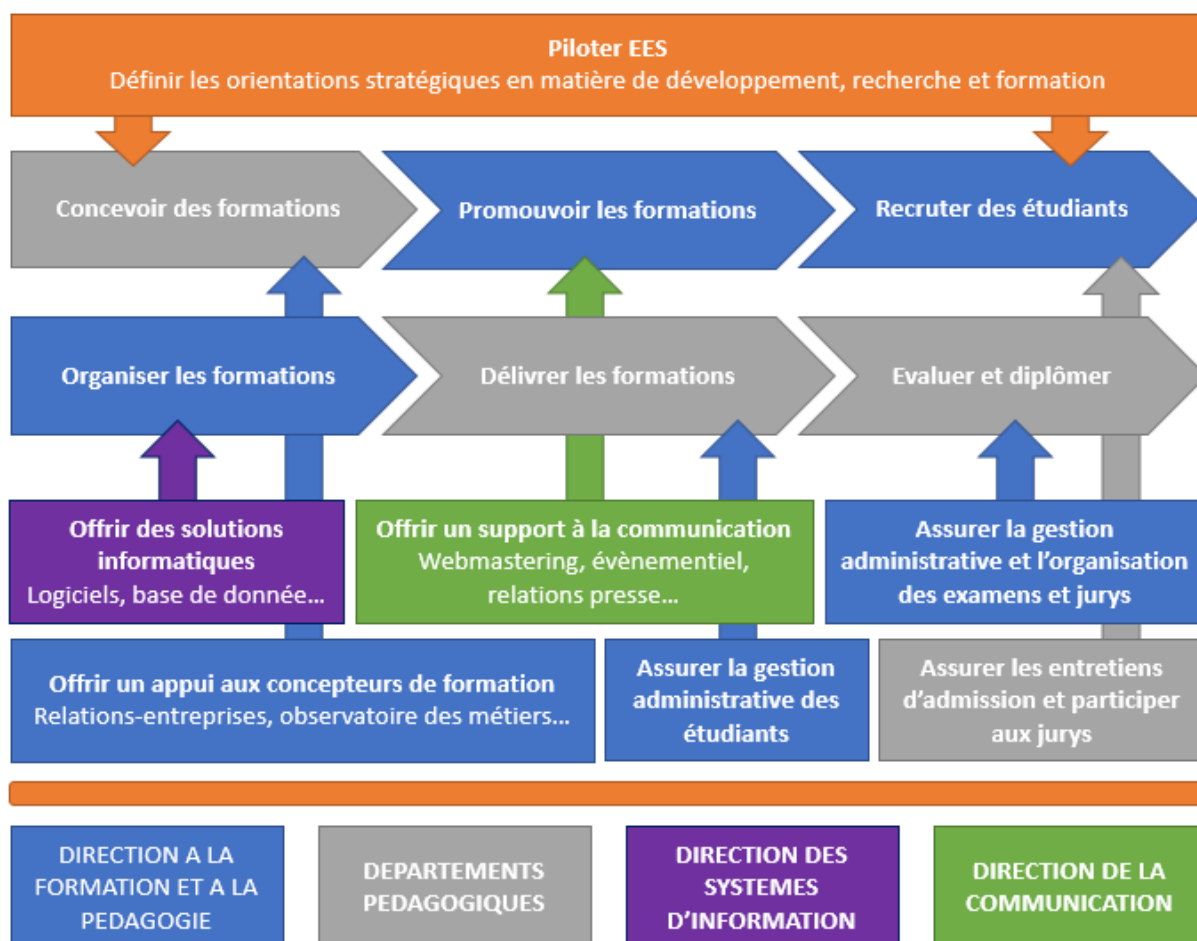 Piloter EES
Définir les orientations stratégiques en matière de développement, recherche et formation
Concevoir des formations
Promouvoir les formations
Recruter des étudiants
Organiser les formations
Délivrer les formations
Evaluer et diplômer
Offrir des solutions
informatiques
Logiciels, base de donnée…
Offrir un support à la communication
Webmastering, évènementiel,
relations presse…
Assurer la gestion
administrative et l’organisation
des examens et jurys
Offrir un appui aux concepteurs de formation
Relations-entreprises, observatoire des métiers…
Assurer la gestion
administrative des
étudiants
Assurer les entretiens
d’admission et participer
aux jurys
DIRECTION A LA
FORMATION ET A LA
PEDAGOGIE
DEPARTEMENTS
PEDAGOGIQUES
DIRECTION DES
SYSTEMES
D’INFORMATION
DIRECTION DE LA
COMMUNICATION